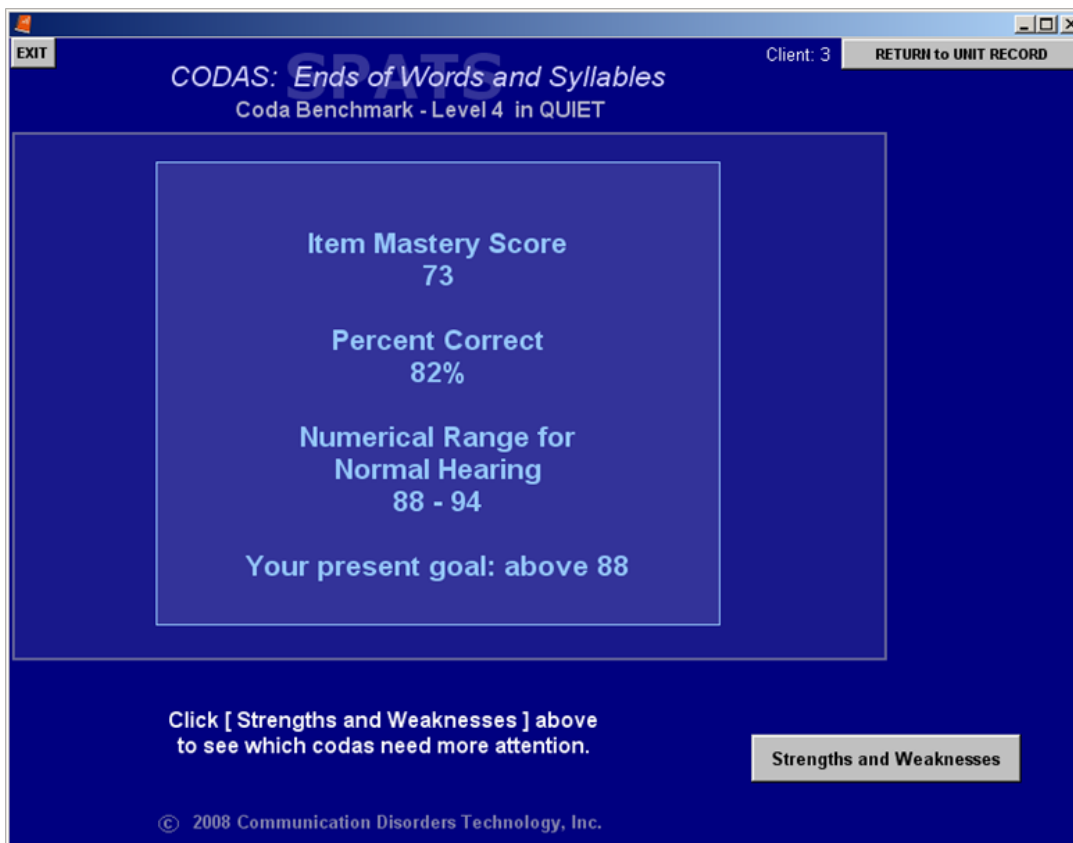 EXIT
SPATS
Client: 3
RETURN to UNIT RECORD
CODAS: Ends of Words and Syllables
Coda Benchmark - Level 4 in QUIET
Item Mastery Score
73
Percent Correct
82%
Numerical Range for
Normal Hearing
88 - 94
Your present goal: above 88
Click [ Strengths and Weaknesses ] above
to see which codas need more attention.
Strengths and Weaknesses
© 2008 Communication Disorders Technology, Inc.